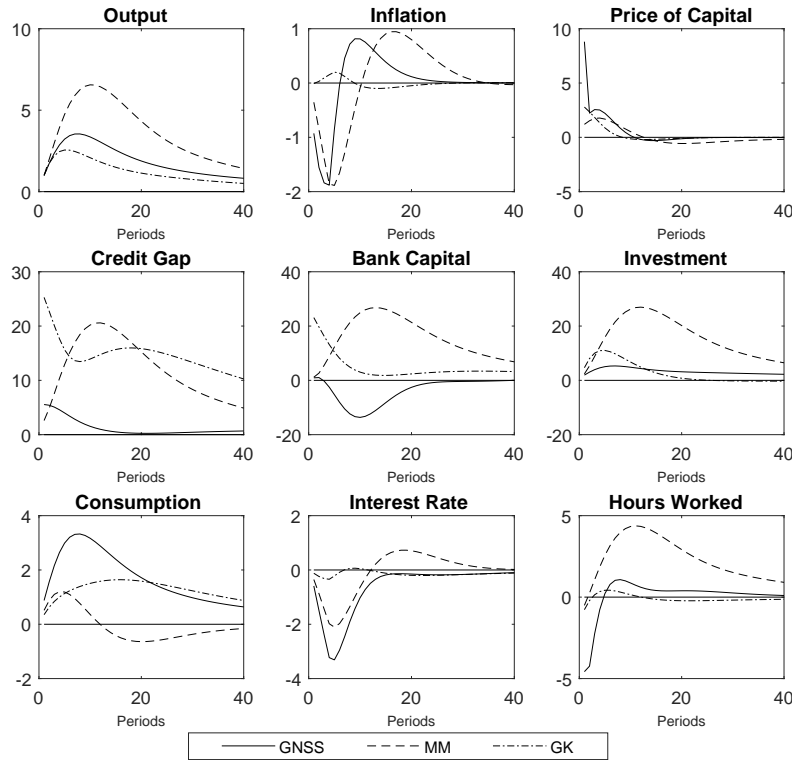 Output
Inflation
Price of Capital
10
5
0
0
20
40
Periods
1
0
-1
-2
0
20
40
Periods
10
5
0
-5
0
20
40
Periods
Credit Gap
Bank Capital
Investment
30
20
10
0
0
20
40
Periods
40
20
0
-20
0
20
40
Periods
40
20
0
-20
0
20
40
Periods
Consumption
Interest Rate
Hours Worked
4
2
0
-2
0
20
40
Periods
2
0
-2
-4
0
20
40
Periods
5
0
-5
0
20
40
Periods
GNSS
MM
GK